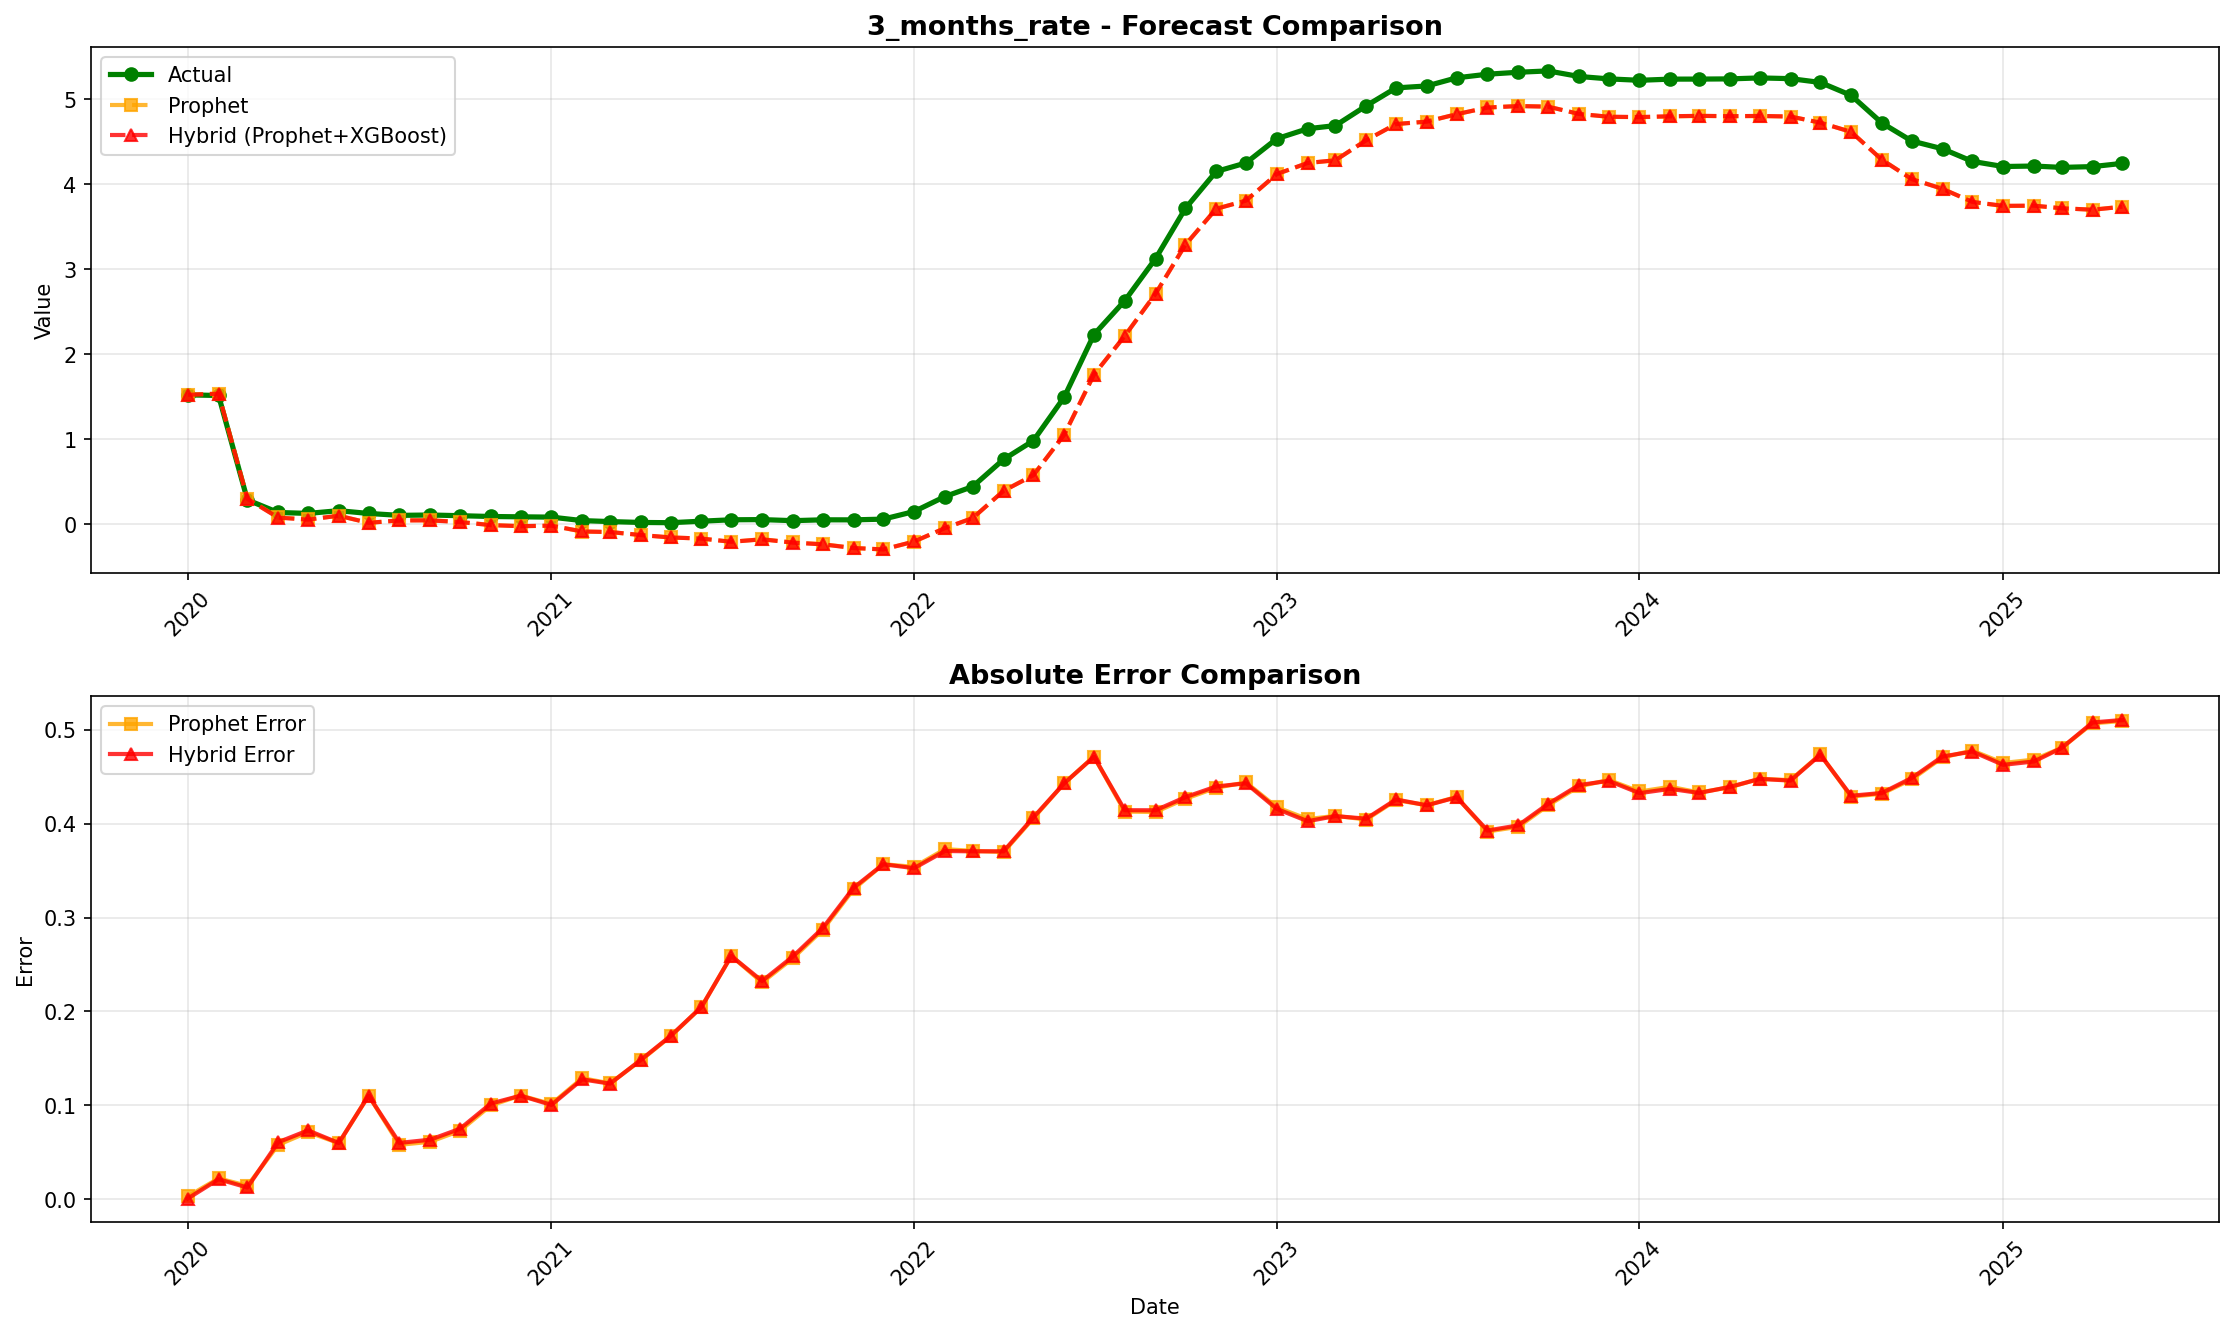 3_months_rate - Forecast Comparison
Actual
Prophet
Hybrid (Prophet+XGBoost)
Value
5
4
3
2
1
0
2020
2021
2022
2023
2024
2025
Absolute Error Comparison
Prophet Error
Hybrid Error
Error
0.5
0.4
0.3
0.2
0.1
0.0
2020
2021
2022
2023
2024
2025
Date